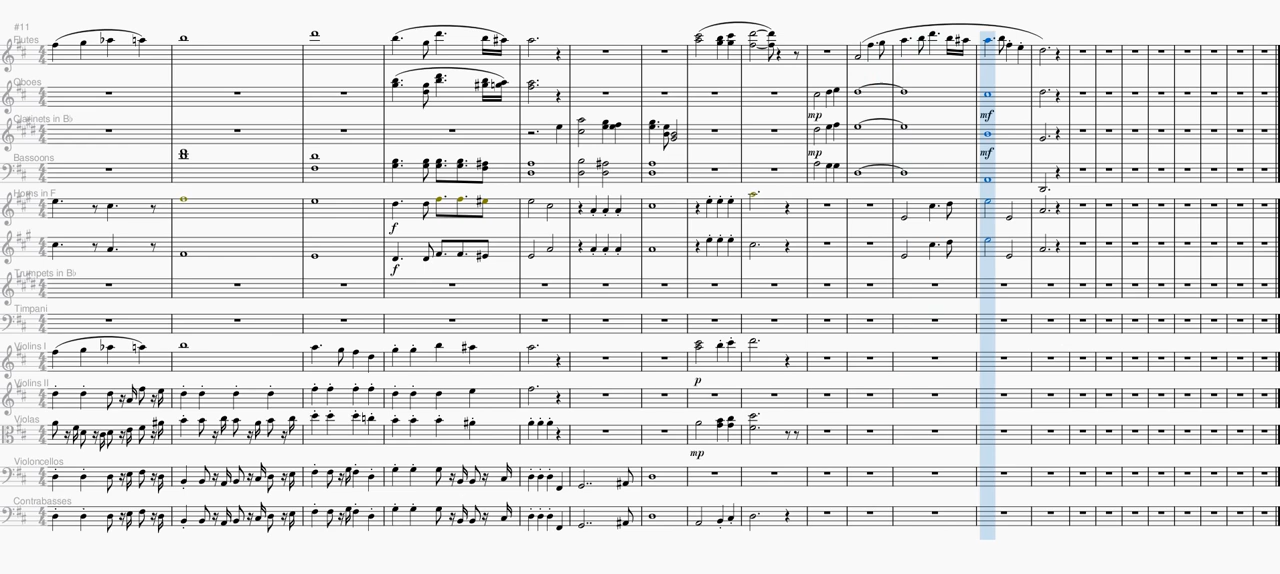 #11
Flutes
Oboes
mp
mf
Clarinets in B♭
mp
mf
Bassoons
Horns in F
f
f
Trumpets in B♭
Timpani
Violins I
p
Violins II
Violas
mp
Violoncellos
Contrabasses